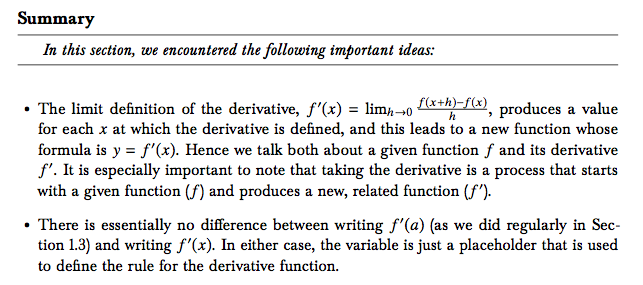 Summary
In this section, we encountered the following important ideas:
• The limit definition of the derivative, f′(x) = limₕ→₀ f(x+h)−f(x)/h, produces a value
for each x at which the derivative is defined, and this leads to a new function whose
formula is y = f′(x). Hence we talk both about a given function f and its derivative
f′. It is especially important to note that taking the derivative is a process that starts
with a given function (f) and produces a new, related function (f′).
• There is essentially no difference between writing f′(a) (as we did regularly in Sec-
tion 1.3) and writing f′(x). In either case, the variable is just a placeholder that is used
to define the rule for the derivative function.